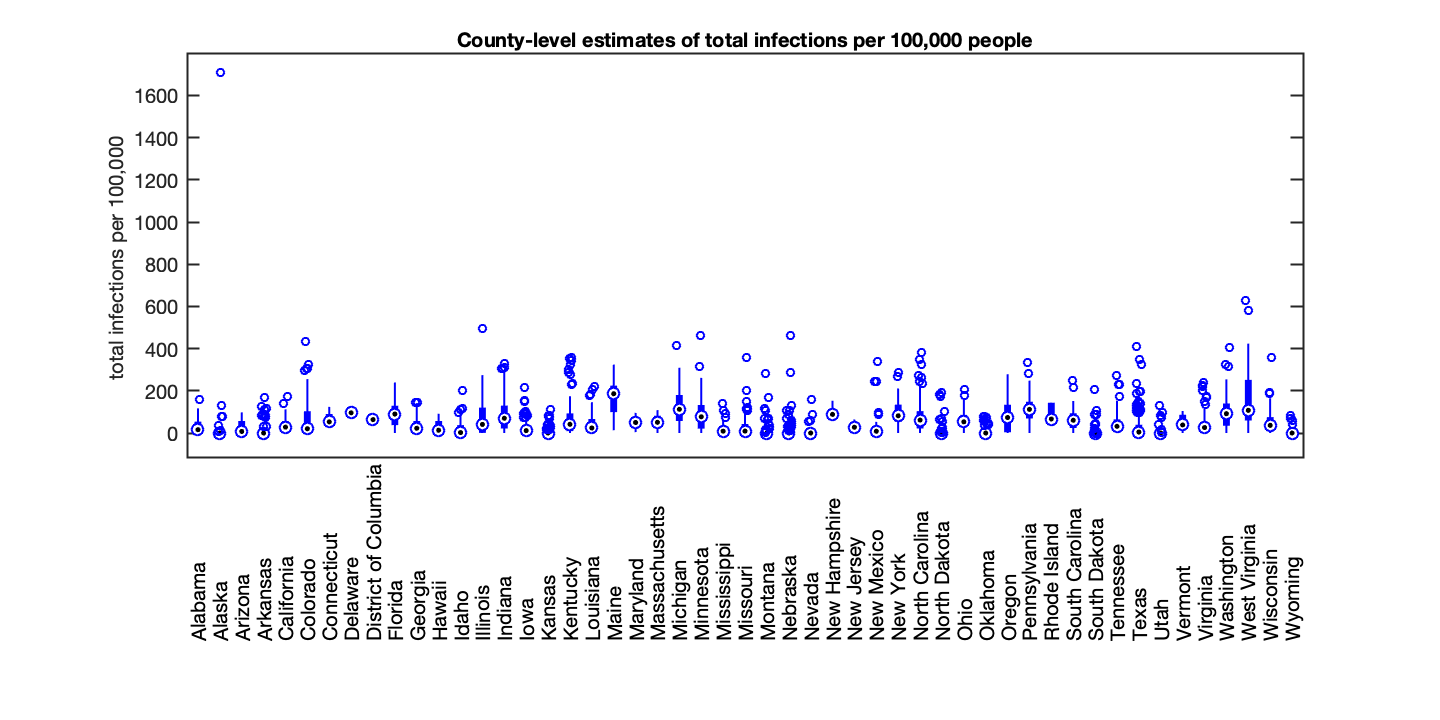 County-level estimates of total infections per 100,000 people
total infections per 100,000
1600
1400
1200
1000
800
600
400
200
0
Alabama
Alaska
Arizona
Arkansas
California
Colorado
Connecticut
Delaware
District of Columbia
Florida
Georgia
Hawaii
Idaho
Illinois
Indiana
Iowa
Kansas
Kentucky
Louisiana
Maine
Maryland
Massachusetts
Michigan
Minnesota
Mississippi
Missouri
Montana
Nebraska
Nevada
New Hampshire
New Jersey
New Mexico
New York
North Carolina
North Dakota
Ohio
Oklahoma
Oregon
Pennsylvania
Rhode Island
South Carolina
South Dakota
Tennessee
Texas
Utah
Vermont
Virginia
Washington
West Virginia
Wisconsin
Wyoming